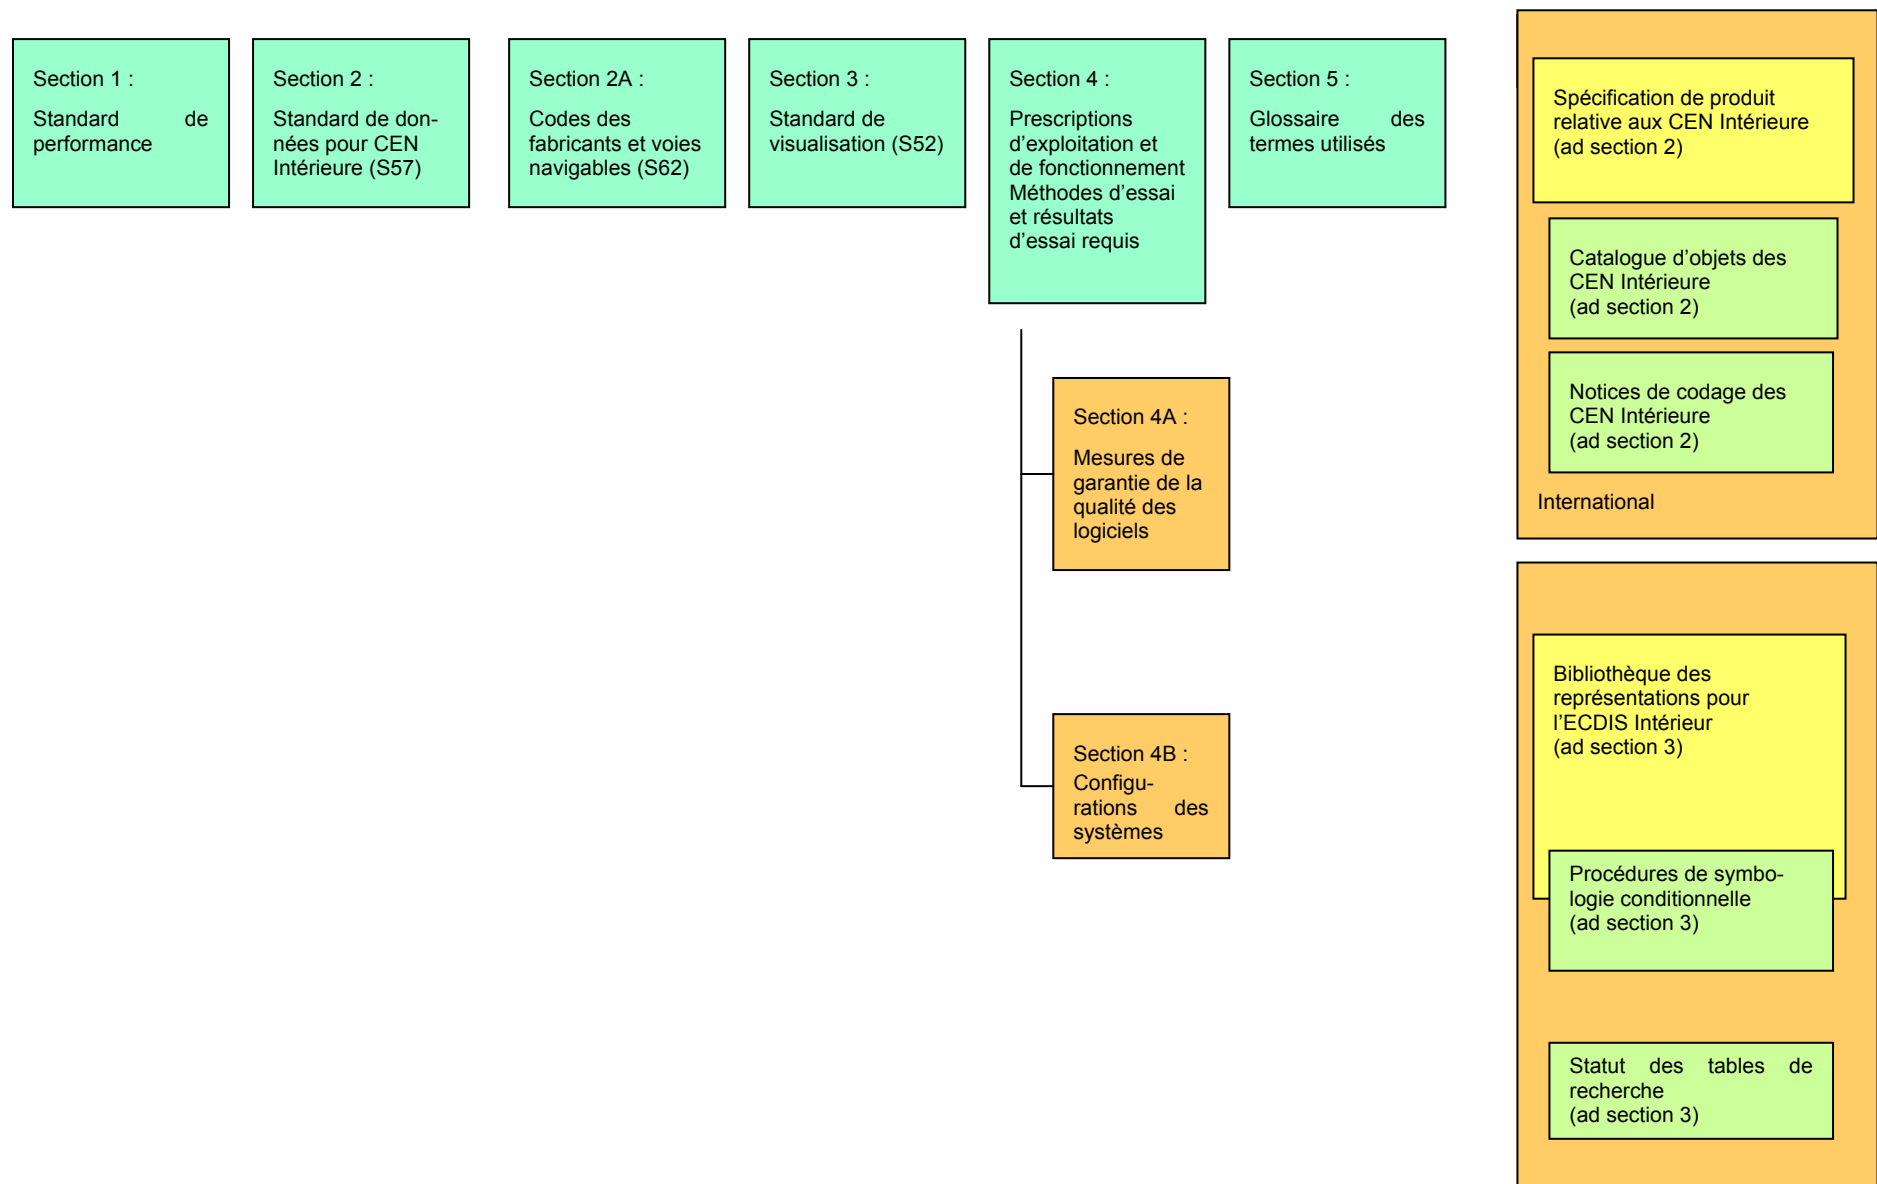 Section 1 :
Standard de
performance
Section 2 :
Standard de don-
nées pour CEN
Intérieure (S57)
Section 2A :
Codes des
fabricants et voies
navigables (S62)
Section 3 :
Standard de
visualisation (S52)
Section 4 :
Prescriptions
d’exploitation et
de fonctionnement
Méthodes d’essai
et résultats
d’essai requis
Section 5 :
Glossaire des
termes utilisés
Section 4A :
Mesures de
garantie de la
qualité des
logiciels
Section 4B :
Configu-
rations des
systèmes
Spécification de produit
relative aux CEN Intérieure
(ad section 2)
Catalogue d’objets des
CEN Intérieure
(ad section 2)
Notices de codage des
CEN Intérieure
(ad section 2)
International
Bibliothèque des
représentations pour
l’ECDIS Intérieur
(ad section 3)
Procédures de symbo-
logie conditionnelle
(ad section 3)
Statut des tables de
recherche
(ad section 3)